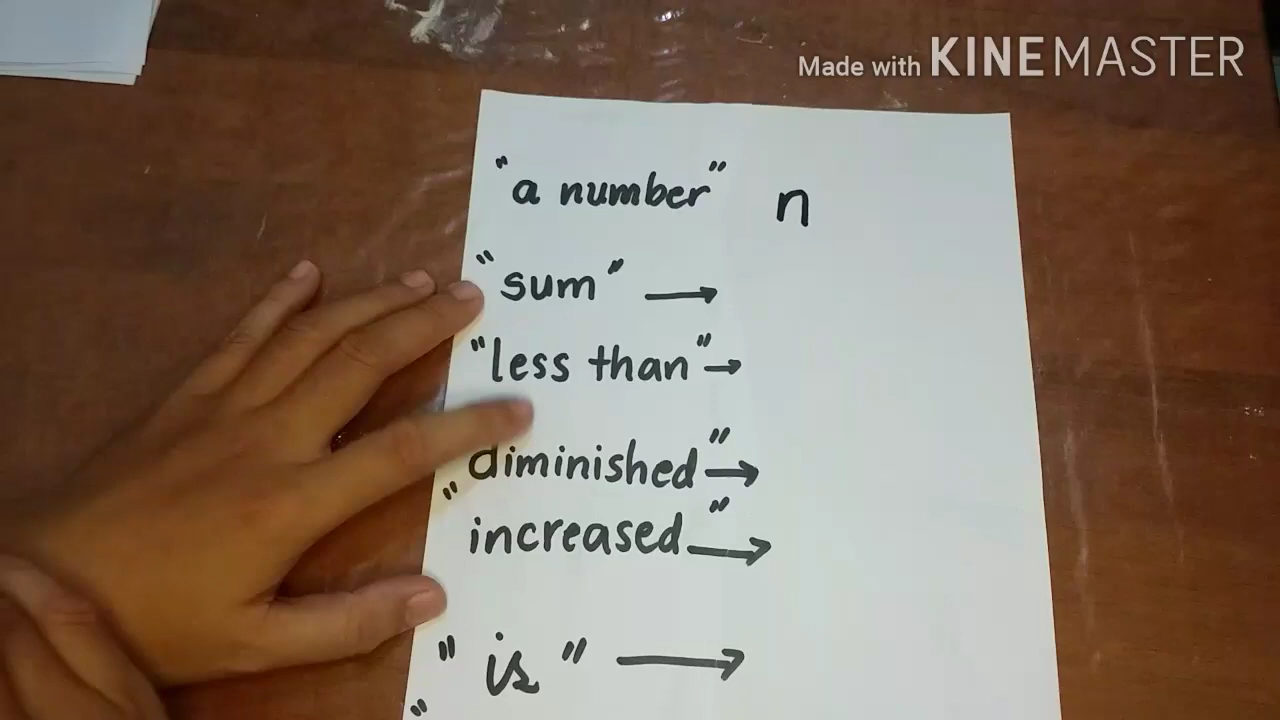 Made with KINEMASTER
"a number" n
"sum" →
"less than" →
diminished" →
"increased" →
"is" →
"